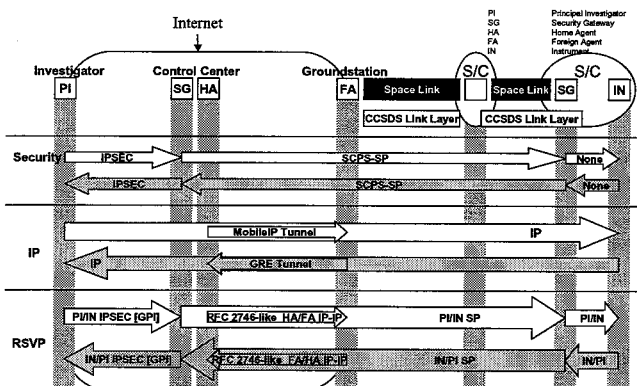 Internet
PI Principal Investigator
SG Security Gateway
HA Home Agent
FA Foreign Agent
IN Instrument
Investigator
Control Center
Groundstation
S/C
S/C
PI
SG
HA
FA
Space Link
Space Link
SG
IN
CCSDS Link Layer
CCSDS Link Layer
Security
IPSEC
SCPS-SP
None
IPSEC
SCPS-SP
None
IP
MobileIP Tunnel
IP
IP
GRE Tunnel
RSVP
PI/IN IPSEC [GPI]
RFC 2746-like HA/FA IP-IP
PI/IN SP
PI/IN
IN/PI IPSEC [GPI]
RFC 2746-like FA/HA IP-IP
IN/PI SP
IN/PI